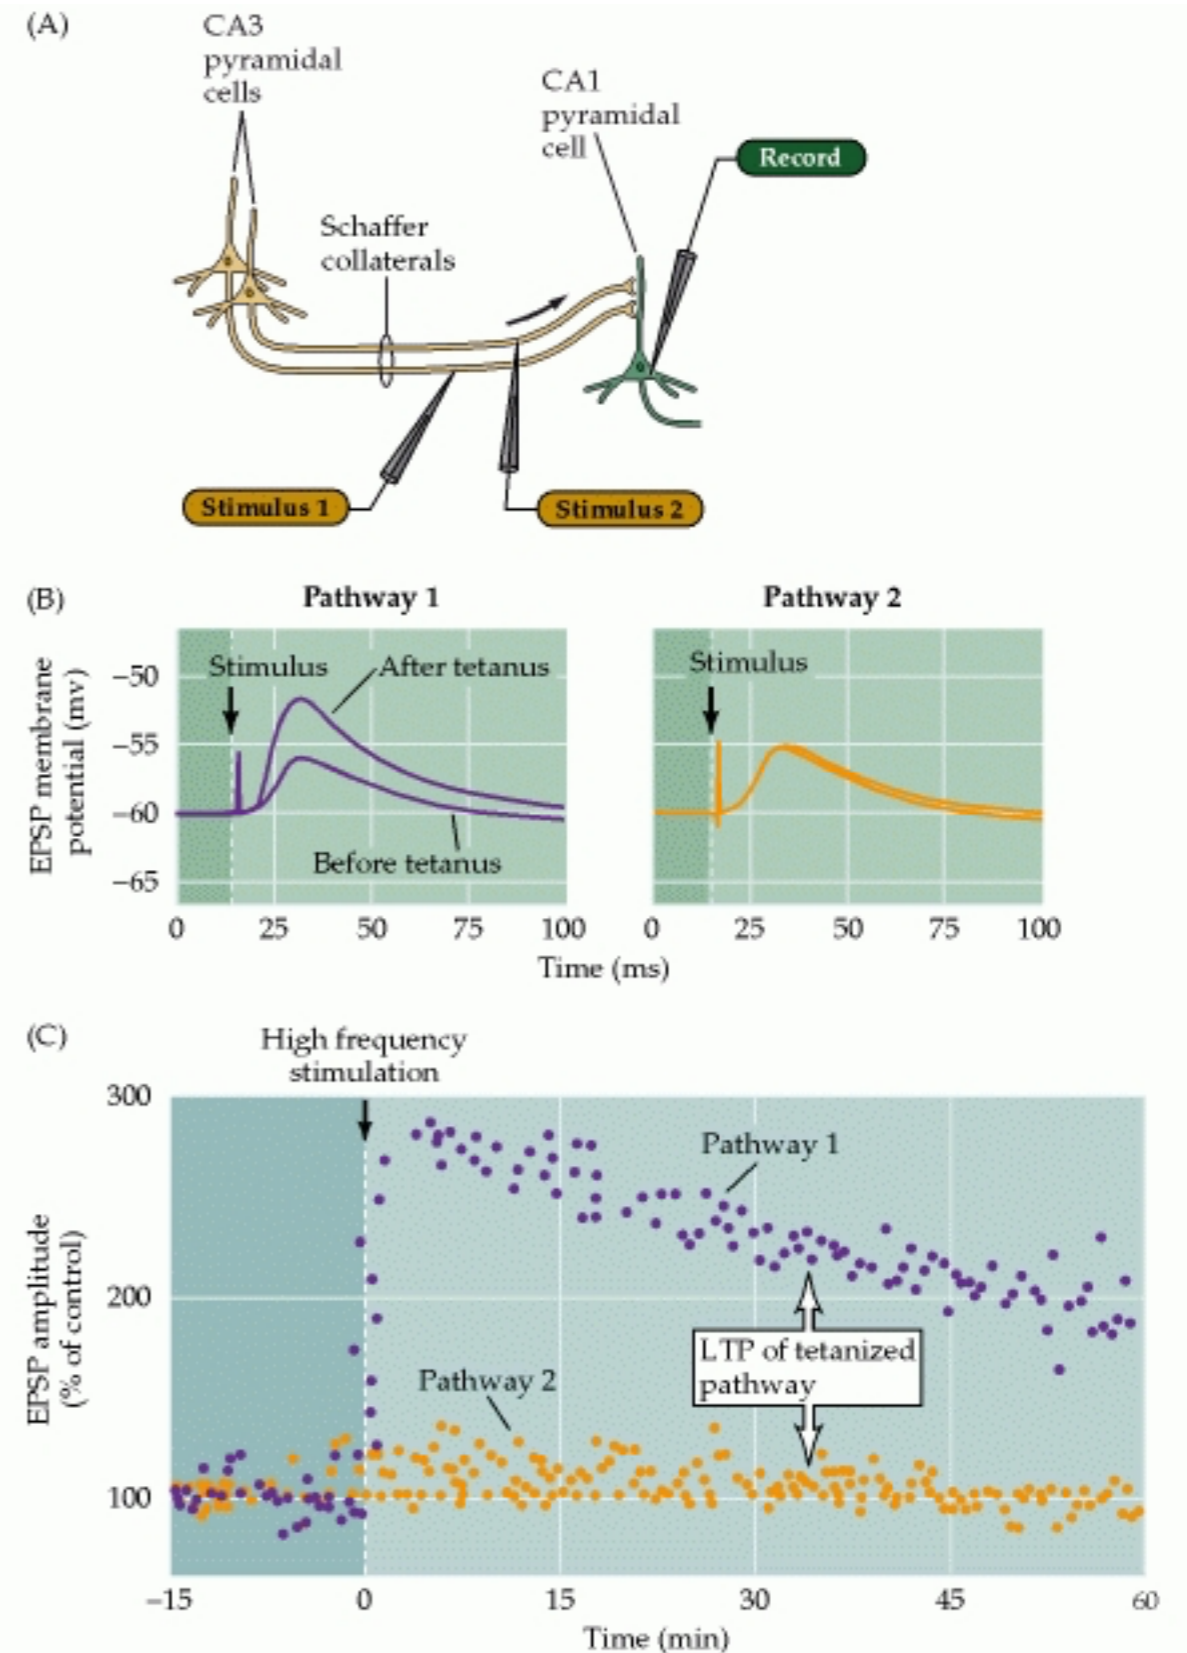 (A)
CA3
pyramidal
cells
CA1
pyramidal
cell
Record
Schaffer
collaterals
Stimulus 1
Stimulus 2
(B)
Pathway 1
Pathway 2
EPSP membrane
potential (mv)
−50
−55
−60
−65
Stimulus
After tetanus
Before tetanus
Stimulus
0 25 50 75 100
0 25 50 75 100
Time (ms)
(C)
High frequency
stimulation
EPSP amplitude
(% of control)
300
200
100
Pathway 1
LTP of tetanized
pathway
Pathway 2
−15 0 15 30 45 60
Time (min)